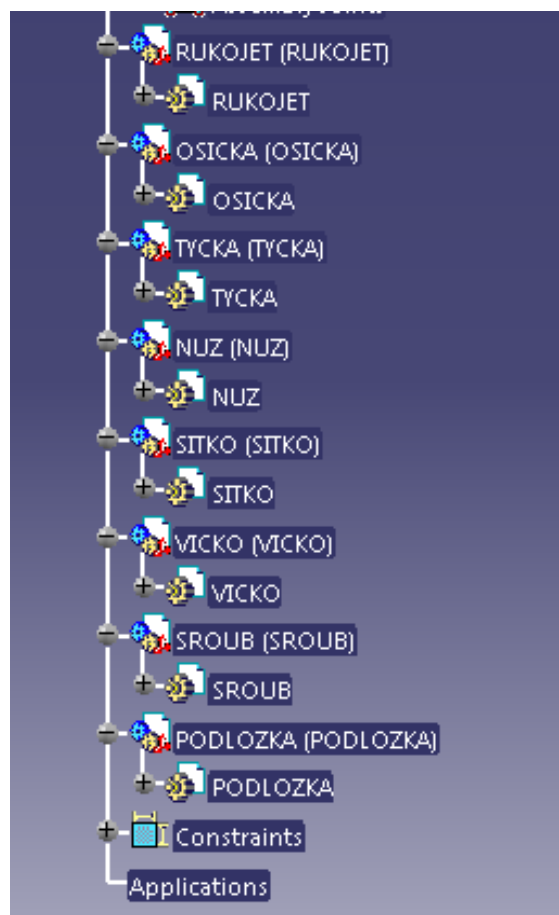 RUKOJET (RUKOJET)
RUKOJET
OSICKA (OSICKA)
OSICKA
TYCKA (TYCKA)
TYCKA
NUZ (NUZ)
NUZ
SITKO (SITKO)
SITKO
VICKO (VICKO)
VICKO
SROUB (SROUB)
SROUB
PODLOZKA (PODLOZKA)
PODLOZKA
Constraints
Applications